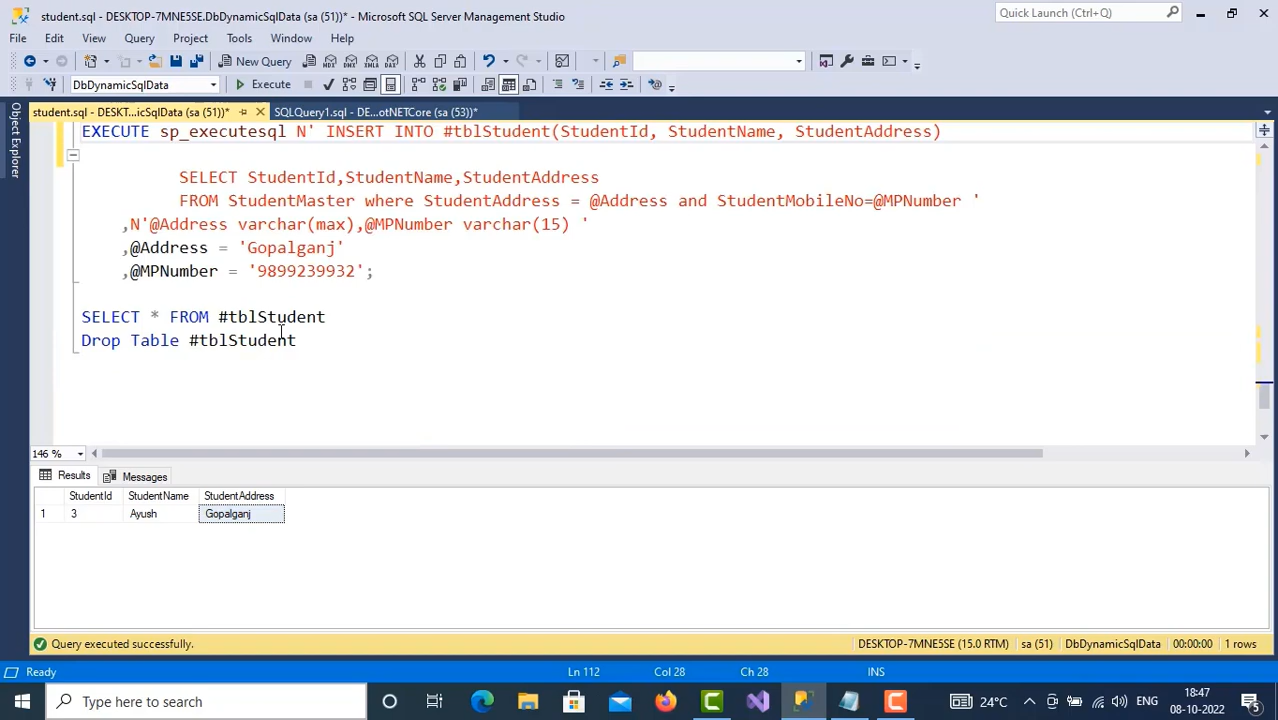 student.sql - DESKTOP-7MNE5SE.DbDynamicSqlData (sa (51))* - Microsoft SQL Server Management Studio
Quick Launch (Ctrl+Q)
File Edit View Query Project Tools Window Help
New Query
DbDynamicSqlData
Execute
student.sql - DESKT...icSqlData (sa (51))*
SQLQuery1.sql - DE...otNETCore (sa (53))*
Object Explorer
EXECUTE sp_executesql N' INSERT INTO #tblStudent(StudentId, StudentName, StudentAddress)
SELECT StudentId,StudentName,StudentAddress
FROM StudentMaster where StudentAddress = @Address and StudentMobileNo=@MPNumber '
,N'@Address varchar(max),@MPNumber varchar(15) '
,@Address = 'Gopalganj'
,@MPNumber = '9899239932';
SELECT * FROM #tblStudent
Drop Table #tblStudent
146 %
Results Messages
StudentId StudentName StudentAddress
1 3 Ayush Gopalganj
Query executed successfully.
DESKTOP-7MNE5SE (15.0 RTM) sa (51) DbDynamicSqlData 00:00:00 1 rows
Ready Ln 112 Col 28 Ch 28 INS
Type here to search
24°C
ENG
18:47
08-10-2022
5